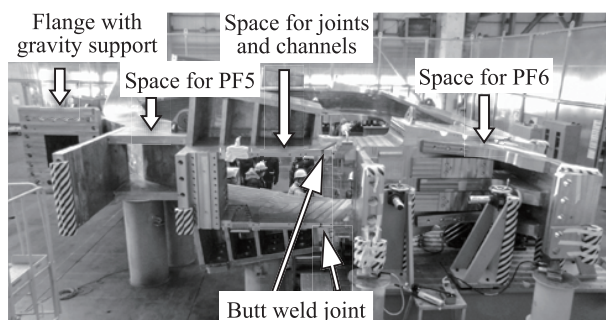 Flange with
gravity support
Space for PF5
Space for joints
and channels
Space for PF6
Butt weld joint